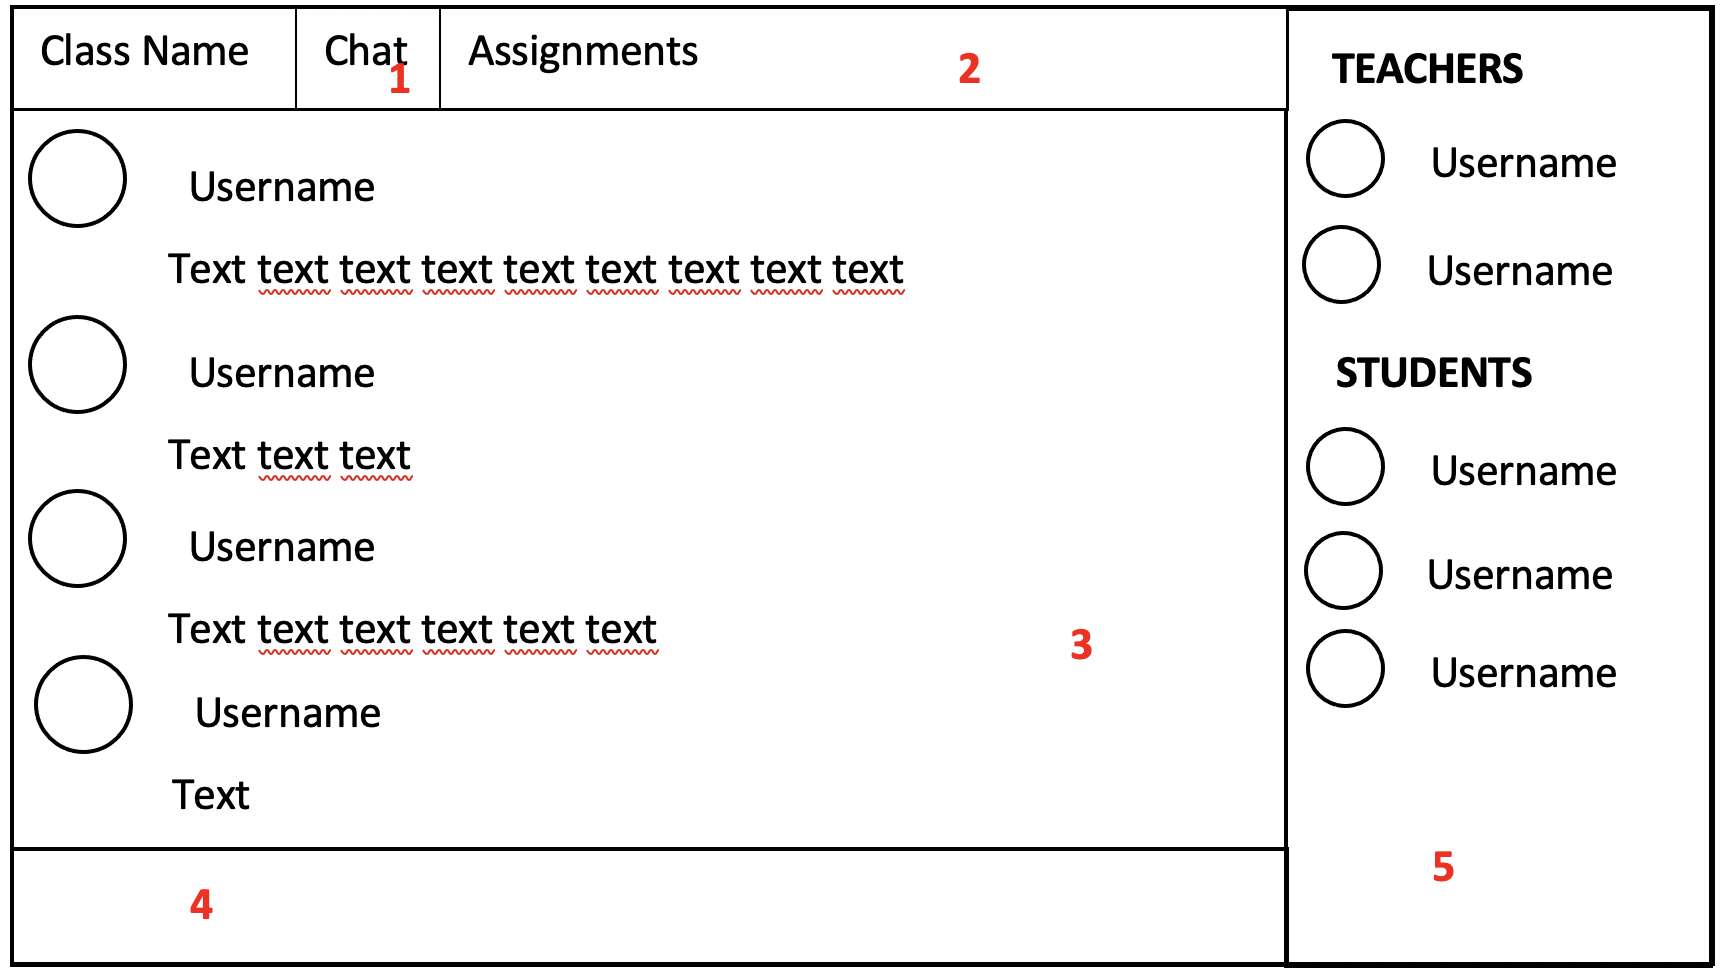 Class Name
Chat
1
Assignments
2
Username
Text text text text text text text text text
Username
Text text text
Username
Text text text text text text
3
Username
Text
4
TEACHERS
Username
Username
STUDENTS
Username
Username
Username
5